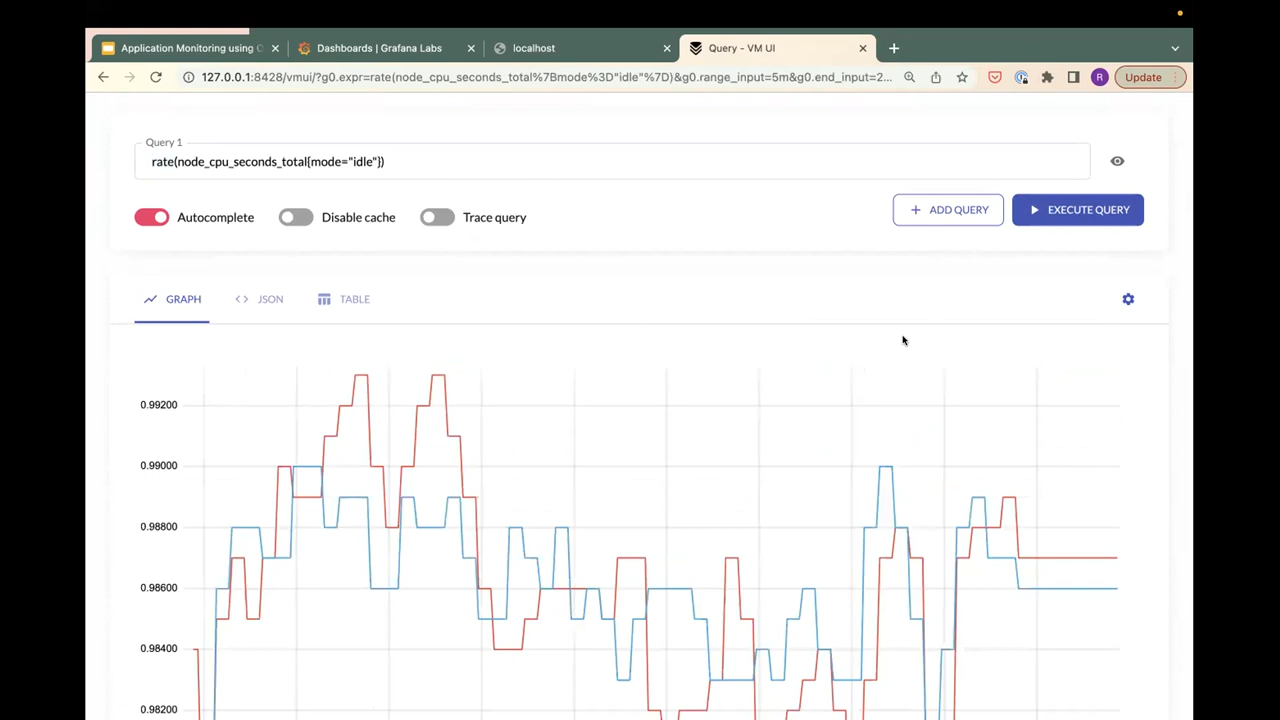 Application Monitoring using O
Dashboards | Grafana Labs
localhost
Query - VM UI
127.0.0.1:8428/vmui/?g0.expr=rate(node_cpu_seconds_total%7Bmode%3D"idle"%7D)&g0.range_input=5m&g0.end_input=2...
R
Update
Query 1
rate(node_cpu_seconds_total{mode="idle"})
Autocomplete
Disable cache
Trace query
ADD QUERY
EXECUTE QUERY
GRAPH
JSON
TABLE
0.99200
0.99000
0.98800
0.98600
0.98400
0.98200